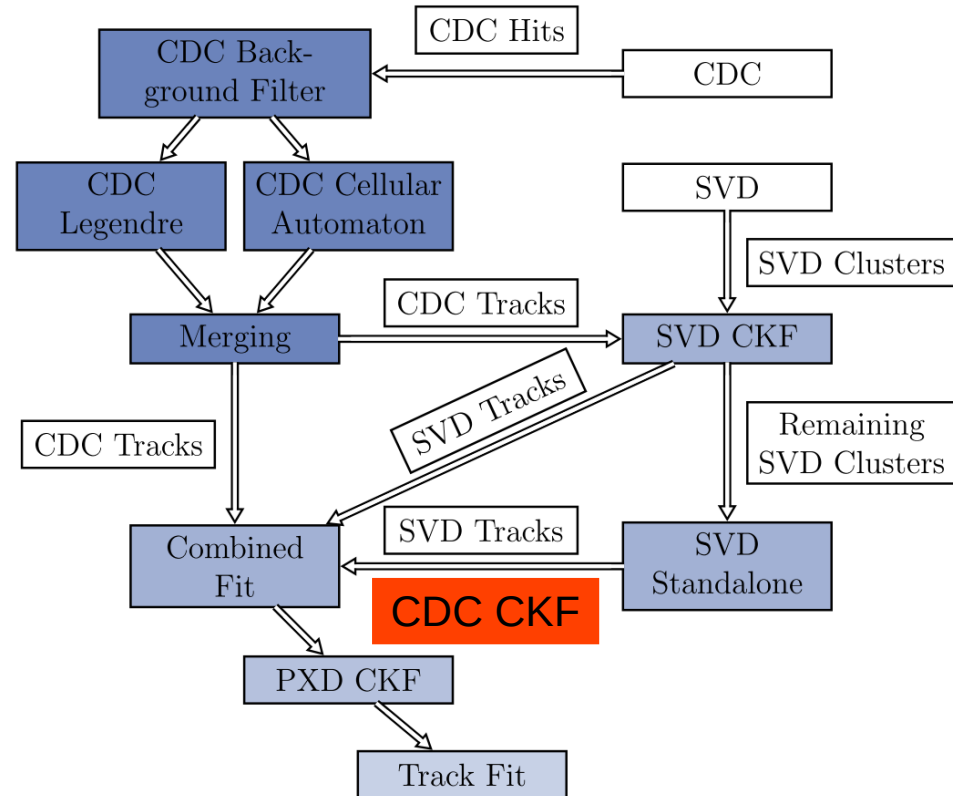 CDC Hits
CDC Back-
ground Filter
CDC
CDC
Legendre
CDC Cellular
Automaton
SVD
SVD Clusters
CDC Tracks
Merging
SVD CKF
SVD Tracks
CDC Tracks
Remaining
SVD Clusters
SVD Tracks
Combined
Fit
SVD
Standalone
CDC CKF
PXD CKF
Track Fit